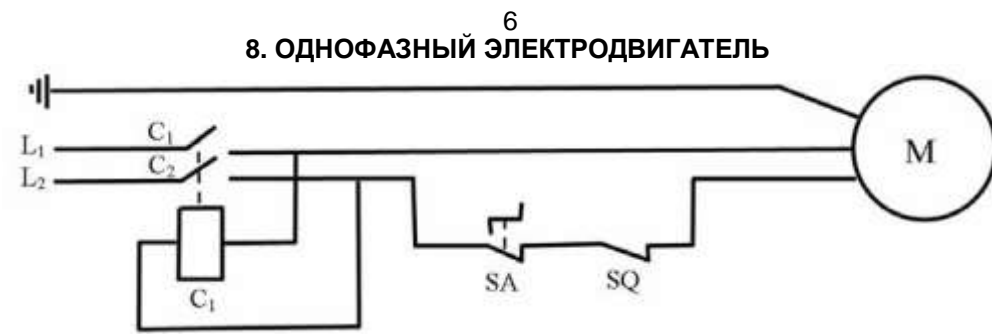 6
8. ОДНОФАЗНЫЙ ЭЛЕКТРОДВИГАТЕЛЬ
L₁
C₁
L₂
C₂
M
C₁
SA
SQ